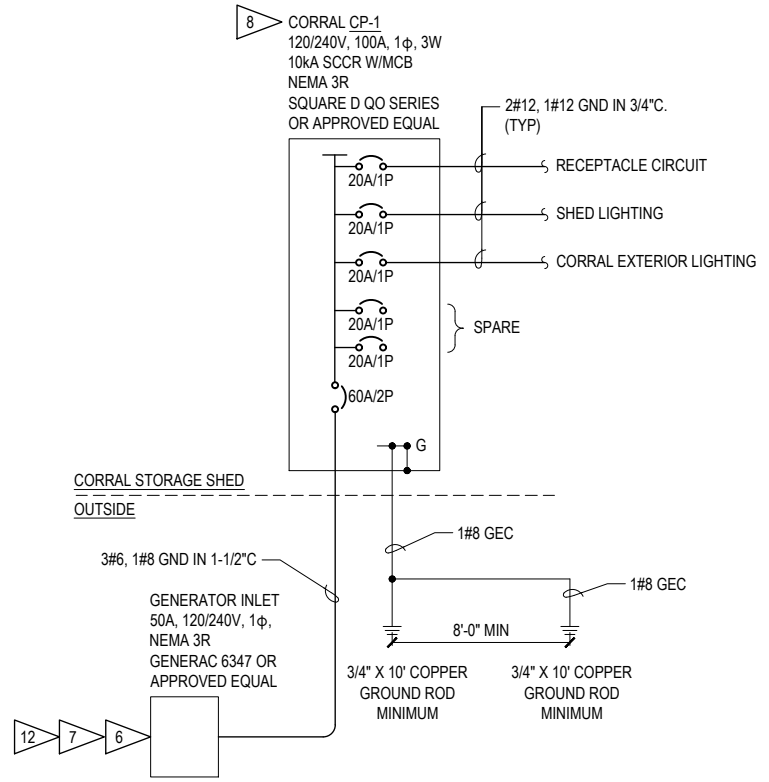 8
CORRAL CP-1
120/240V, 100A, 1ϕ, 3W
10kA SCCR W/MCB
NEMA 3R
SQUARE D QO SERIES
OR APPROVED EQUAL
2#12, 1#12 GND IN 3/4"C.
(TYP)
20A/1P
RECEPTACLE CIRCUIT
20A/1P
SHED LIGHTING
20A/1P
CORRAL EXTERIOR LIGHTING
20A/1P
20A/1P
SPARE
60A/2P
G
CORRAL STORAGE SHED
OUTSIDE
1#8 GEC
3#6, 1#8 GND IN 1-1/2"C
1#8 GEC
GENERATOR INLET
50A, 120/240V, 1ϕ,
NEMA 3R
GENERAC 6347 OR
APPROVED EQUAL
8'-0" MIN
3/4" X 10' COPPER
GROUND ROD
MINIMUM
3/4" X 10' COPPER
GROUND ROD
MINIMUM
12
7
6